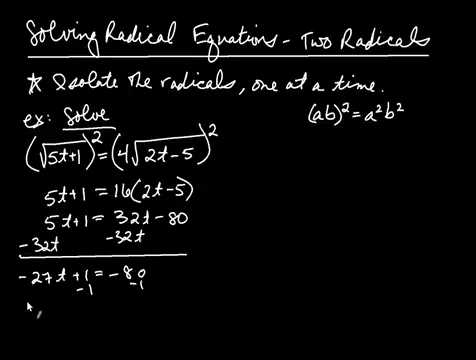 Solving Radical Equations - Two Radicals
* Isolate the radicals, one at a time.
ex: Solve
(ab)² = a²b²
(√5t+1)² = (4√2t-5)²
5t+1 = 16(2t-5)
5t+1 = 32t-80
-32t -32t
-27t +1 = -80
-1 -1